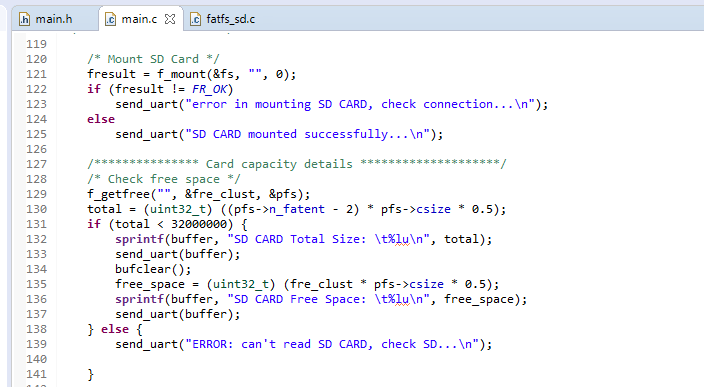 main.h main.c fatfs_sd.c
119
120 /* Mount SD Card */
121 fresult = f_mount(&fs, "", 0);
122 if (fresult != FR_OK)
123 send_uart("error in mounting SD CARD, check connection...\n");
124 else
125 send_uart("SD CARD mounted successfully...\n");
126
127 /*************** Card capacity details ********************/
128 /* Check free space */
129 f_getfree("", &fre_clust, &pfs);
130 total = (uint32_t) ((pfs->n_fatent - 2) * pfs->csize * 0.5);
131 if (total < 32000000) {
132 sprintf(buffer, "SD CARD Total Size: \t%lu\n", total);
133 send_uart(buffer);
134 bufclear();
135 free_space = (uint32_t) (fre_clust * pfs->csize * 0.5);
136 sprintf(buffer, "SD CARD Free Space: \t%lu\n", free_space);
137 send_uart(buffer);
138 } else {
139 send_uart("ERROR: can't read SD CARD, check SD...\n");
140
141 }